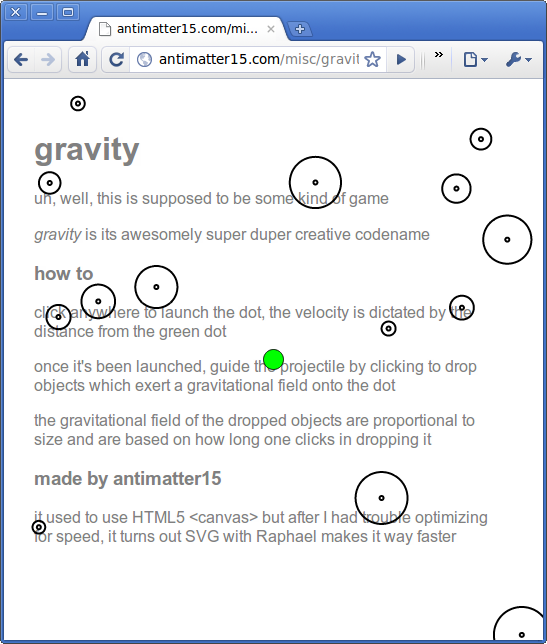 antimatter15.com/mi...
antimatter15.com/misc/gravit
gravity
uh, well, this is supposed to be some kind of game
gravity is its awesomely super duper creative codename
how to
click anywhere to launch the dot, the velocity is dictated by the
distance from the green dot
once it's been launched, guide the projectile by clicking to drop
objects which exert a gravitational field onto the dot
the gravitational field of the dropped objects are proportional to
size and are based on how long one clicks in dropping it
made by antimatter15
it used to use HTML5 <canvas> but after I had trouble optimizing
for speed, it turns out SVG with Raphael makes it way faster